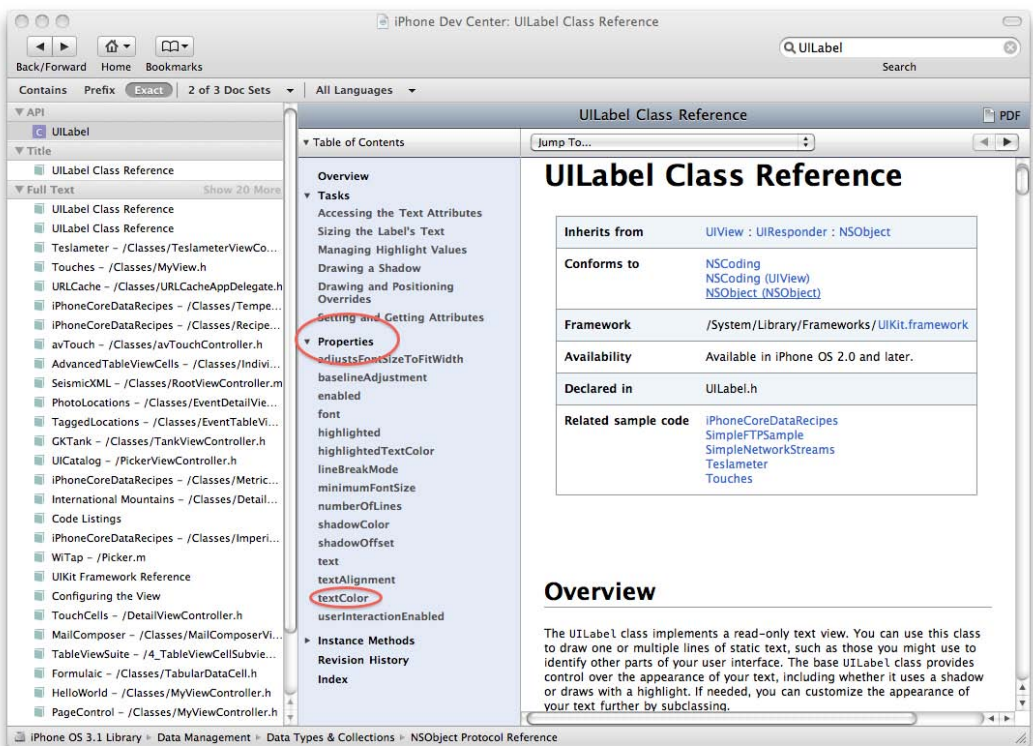 iPhone Dev Center: UILabel Class Reference
UILabel
Back/Forward Home Bookmarks Search
Contains Prefix Exact 2 of 3 Doc Sets All Languages
API
C UILabel
Title
UILabel Class Reference
Full Text Show 20 More
UILabel Class Reference
UILabel Class Reference
Teslameter – /Classes/TeslameterViewCo...
Touches – /Classes/MyView.h
URLCache – /Classes/URLCacheAppDelegate.h
iPhoneCoreDataRecipes – /Classes/Tempe...
iPhoneCoreDataRecipes – /Classes/Recipe...
avTouch – /Classes/avTouchController.h
AdvancedTableViewCells – /Classes/Indivi...
SeismicXML – /Classes/RootViewController.m
PhotoLocations – /Classes/EventDetailVie...
TaggedLocations – /Classes/EventTableVi...
GKTank – /Classes/TankViewController.h
UICatalog – /PickerViewController.h
iPhoneCoreDataRecipes – /Classes/Metric...
International Mountains – /Classes/Detail...
Code Listings
iPhoneCoreDataRecipes – /Classes/Imperi...
WiTap – /Picker.m
UIKit Framework Reference
Configuring the View
TouchCells – /DetailViewController.h
MailComposer – /Classes/MailComposerVi...
TableViewSuite – /4_TableViewCellSubvie...
Formulaic – /Classes/TabularDataCell.h
HelloWorld – /Classes/MyViewController.h
PageControl – /Classes/MyViewController.h
UILabel Class Reference PDF
Table of Contents
Jump To...
Overview
Tasks
Accessing the Text Attributes
Sizing the Label's Text
Managing Highlight Values
Drawing a Shadow
Drawing and Positioning
Overrides
Setting and Getting Attributes
Properties
adjustsFontSizeToFitWidth
baselineAdjustment
enabled
font
highlighted
highlightedTextColor
lineBreakMode
minimumFontSize
numberOfLines
shadowColor
shadowOffset
text
textAlignment
textColor
userInteractionEnabled
Instance Methods
Revision History
Index
UILabel Class Reference
Inherits from UIView : UIResponder : NSObject
Conforms to NSCoding
NSCoding (UIView)
NSObject (NSObject)
Framework /System/Library/Frameworks/UIKit.framework
Availability Available in iPhone OS 2.0 and later.
Declared in UILabel.h
Related sample code iPhoneCoreDataRecipes
SimpleFTPSample
SimpleNetworkStreams
Teslameter
Touches
Overview
The UILabel class implements a read-only text view. You can use this class
to draw one or multiple lines of static text, such as those you might use to
identify other parts of your user interface. The base UILabel class provides
control over the appearance of your text, including whether it uses a shadow
or draws with a highlight. If needed, you can customize the appearance of
your text further by subclassing.
iPhone OS 3.1 Library Data Management Data Types & Collections NSObject Protocol Reference